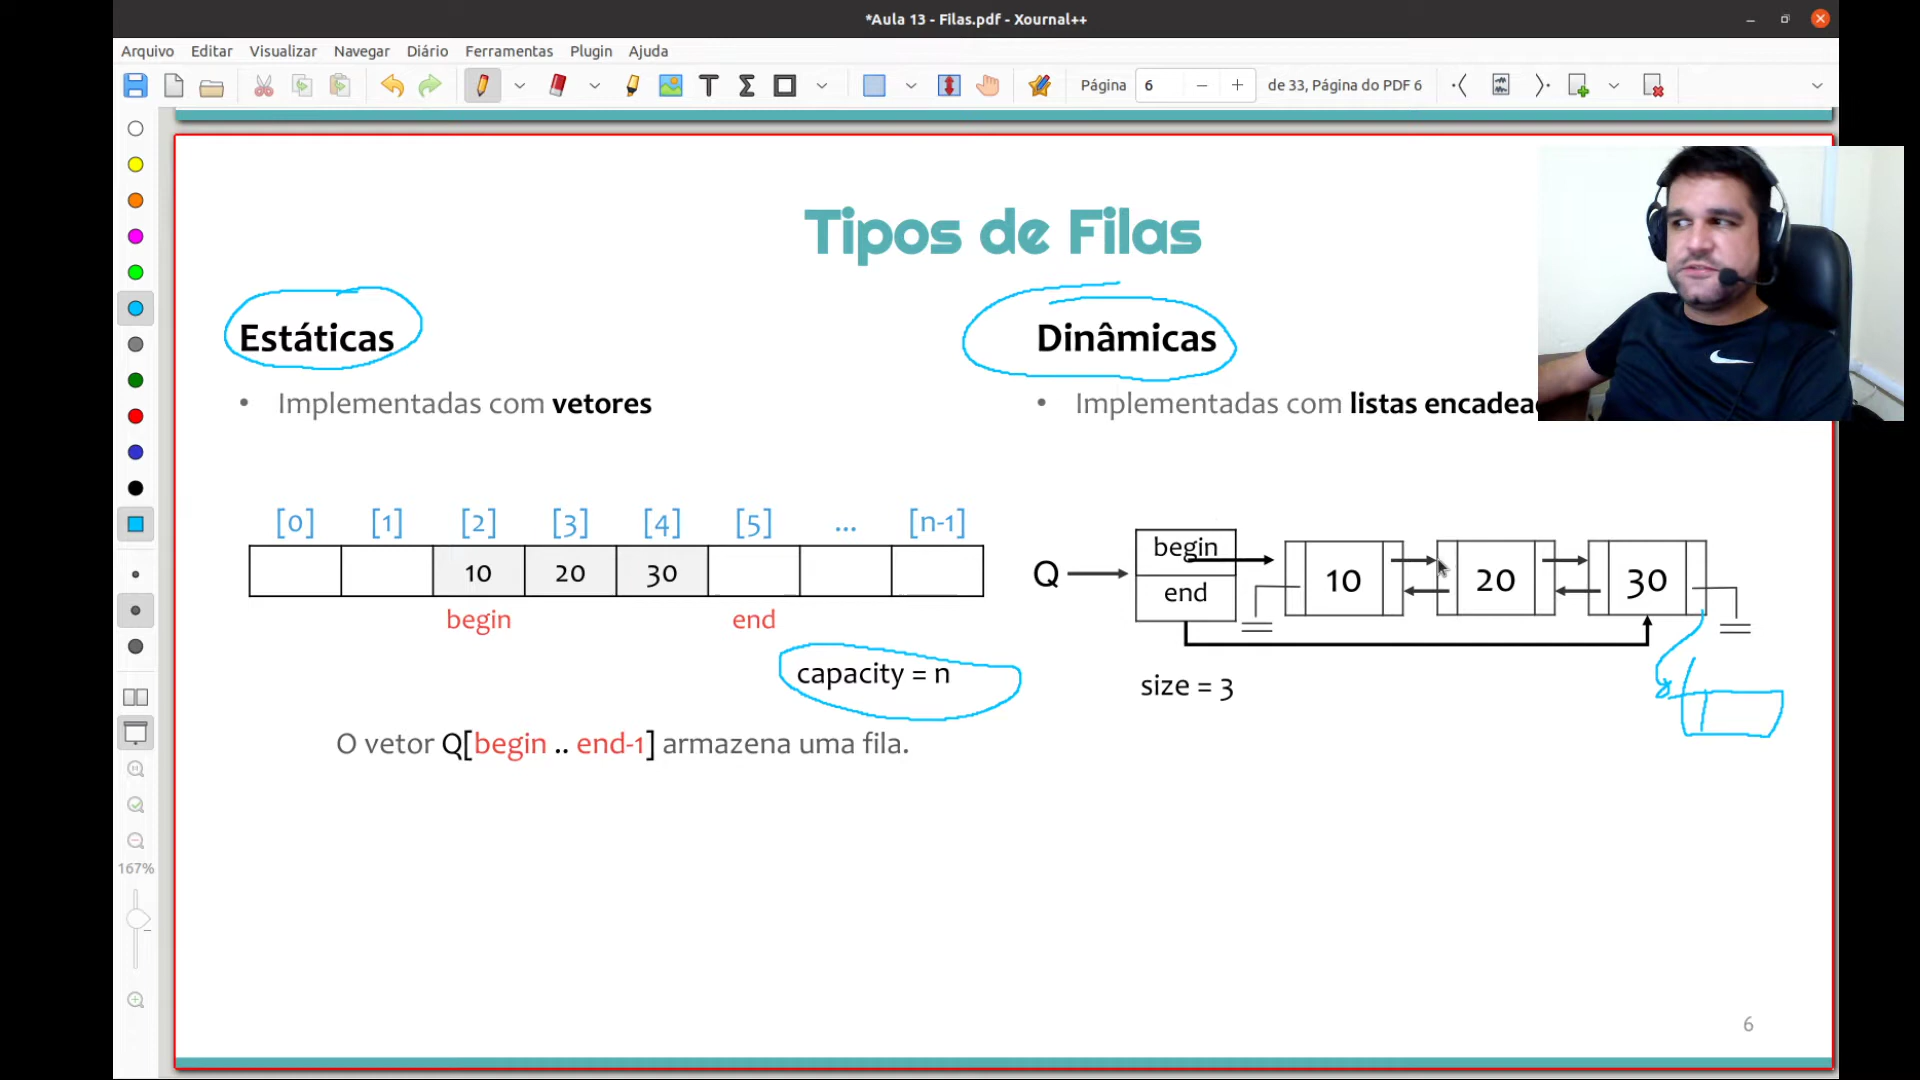 *Aula 13 - Filas.pdf - Xournal++
Arquivo Editar Visualizar Navegar Diário Ferramentas Plugin Ajuda
Página 6 de 33, Página do PDF 6
Tipos de Filas
Estáticas
• Implementadas com vetores
[0] [1] [2] [3] [4] [5] ... [n-1]
10 20 30
begin end
capacity = n
O vetor Q[begin .. end-1] armazena uma fila.
Dinâmicas
• Implementadas com listas encadea
Q begin 10 20 30
end
size = 3
167%
6